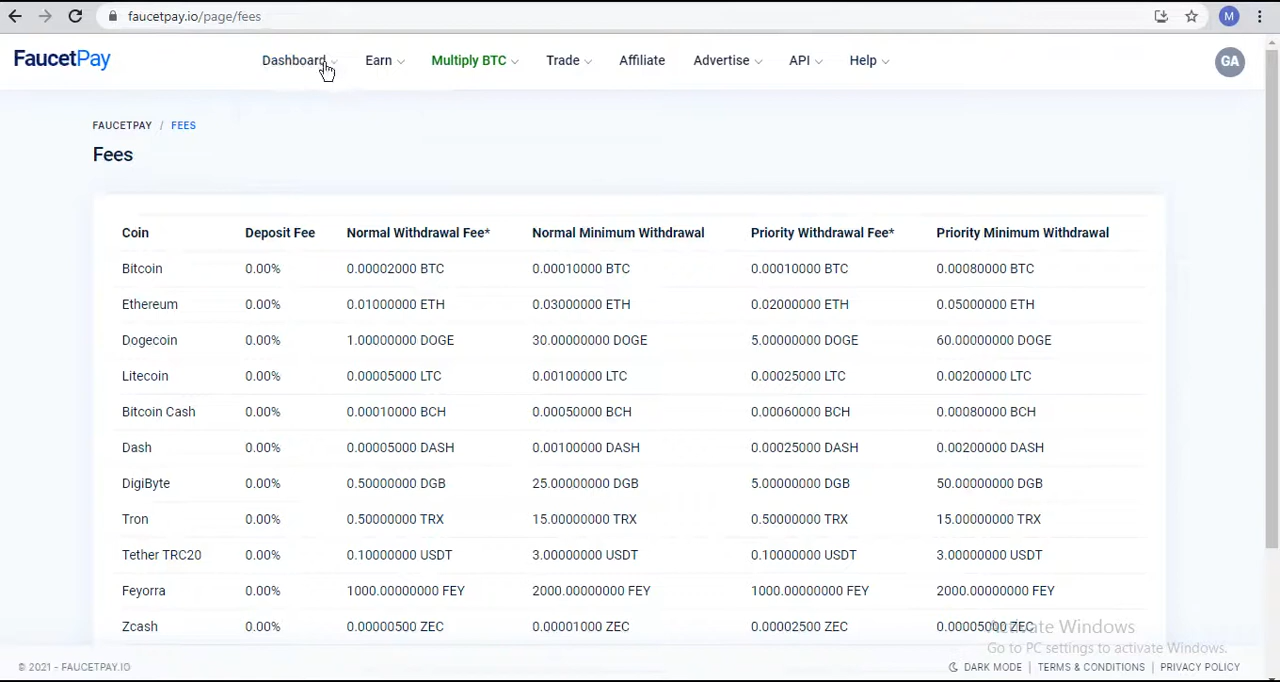 faucetpay.io/page/fees
M
FaucetPay
Dashboard
Earn
Multiply BTC
Trade
Affiliate
Advertise
API
Help
GA
FAUCETPAY / FEES
Fees
Coin Deposit Fee Normal Withdrawal Fee* Normal Minimum Withdrawal Priority Withdrawal Fee* Priority Minimum Withdrawal
Bitcoin 0.00% 0.00002000 BTC 0.00010000 BTC 0.00010000 BTC 0.00080000 BTC
Ethereum 0.00% 0.01000000 ETH 0.03000000 ETH 0.02000000 ETH 0.05000000 ETH
Dogecoin 0.00% 1.00000000 DOGE 30.00000000 DOGE 5.00000000 DOGE 60.00000000 DOGE
Litecoin 0.00% 0.00005000 LTC 0.00100000 LTC 0.00025000 LTC 0.00200000 LTC
Bitcoin Cash 0.00% 0.00010000 BCH 0.00050000 BCH 0.00060000 BCH 0.00080000 BCH
Dash 0.00% 0.00005000 DASH 0.00100000 DASH 0.00025000 DASH 0.00200000 DASH
DigiByte 0.00% 0.50000000 DGB 25.00000000 DGB 5.00000000 DGB 50.00000000 DGB
Tron 0.00% 0.50000000 TRX 15.00000000 TRX 0.50000000 TRX 15.00000000 TRX
Tether TRC20 0.00% 0.10000000 USDT 3.00000000 USDT 0.10000000 USDT 3.00000000 USDT
Feyorra 0.00% 1000.00000000 FEY 2000.00000000 FEY 1000.00000000 FEY 2000.00000000 FEY
Zcash 0.00% 0.00000500 ZEC 0.00001000 ZEC 0.00002500 ZEC 0.00005000 ZEC
Activate Windows
Go to PC settings to activate Windows.
© 2021 - FAUCETPAY.IO
DARK MODE | TERMS & CONDITIONS | PRIVACY POLICY